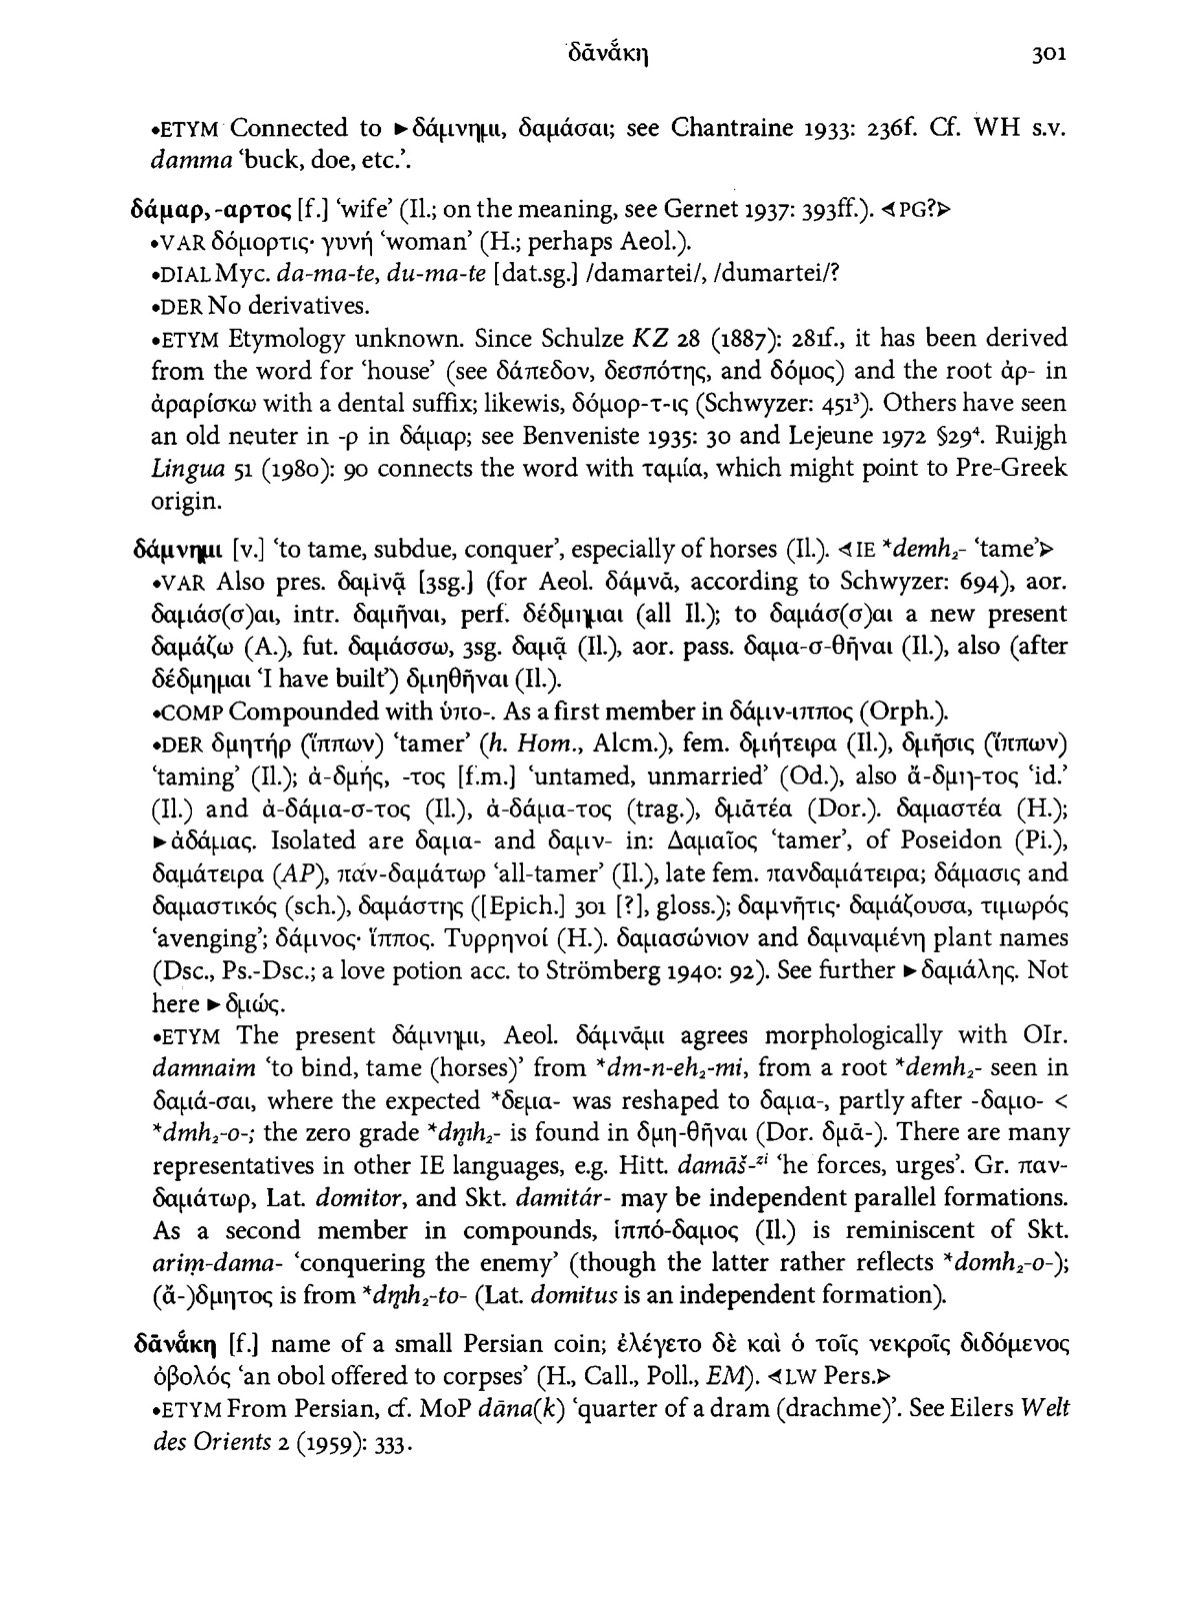 δᾱνᾱ́κη 301
•ETYM Connected to ►δάμνημι, δαμάσαι; see Chantraine 1933: 236f. Cf. WH s.v.
damma ‘buck, doe, etc.’.
δάμαρ, -αρτος [f.] ‘wife’ (Il.; on the meaning, see Gernet 1937: 393ff.). ⊲PG?⊳
•VAR δόμορτις· γυνή ‘woman’ (H.; perhaps Aeol.).
•DIAL Myc. da-ma-te, du-ma-te [dat.sg.] /damartei/, /dumartei/?
•DER No derivatives.
•ETYM Etymology unknown. Since Schulze KZ 28 (1887): 281f., it has been derived
from the word for ‘house’ (see δάπεδον, δεσπότης, and δόμος) and the root ἀρ- in
ἀραρίσκω with a dental suffix; likewis, δόμορ-τ-ις (Schwyzer: 451³). Others have seen
an old neuter in -ρ in δάμαρ; see Benveniste 1935: 30 and Lejeune 1972 §29⁴. Ruijgh
Lingua 51 (1980): 90 connects the word with ταμία, which might point to Pre-Greek
origin.
δάμνημι [v.] ‘to tame, subdue, conquer’, especially of horses (Il.). ⊲IE *demh₂- ‘tame’⊳
•VAR Also pres. δαμνᾷ [3sg.] (for Aeol. δάμνᾱ, according to Schwyzer: 694), aor.
δαμάσ(σ)αι, intr. δαμῆναι, perf. δέδμημαι (all Il.); to δαμάσ(σ)αι a new present
δαμάζω (A.), fut. δαμάσσω, 3sg. δαμᾷ (Il.), aor. pass. δαμα-σ-θῆναι (Il.), also (after
δέδμημαι ‘I have built’) δμηθῆναι (Il.).
•COMP Compounded with ὑπο-. As a first member in δάμν-ιππος (Orph.).
•DER δμητήρ (ἵππων) ‘tamer’ (h. Hom., Alcm.), fem. δμήτειρα (Il.), δμῆσις (ἵππων)
‘taming’ (Il.); ἀ-δμής, -τος [f.m.] ‘untamed, unmarried’ (Od.), also ἄ-δμη-τος ‘id.’
(Il.) and ἀ-δάμα-σ-τος (Il.), ἀ-δάμα-τος (trag.), δμᾱτέα (Dor.). δαμαστέα (H.);
►ἀδάμας. Isolated are δαμα- and δαμν- in: Δαμαῖος ‘tamer’, of Poseidon (Pi.),
δαμάτειρα (AP), παν-δαμάτωρ ‘all-tamer’ (Il.), late fem. πανδαμάτειρα; δάμασις and
δαμαστικός (sch.), δαμάστης ([Epich.] 301 [?], gloss.); δαμνῆτις· δαμάζουσα, τιμωρός
‘avenging’; δάμνος· ἵππος. Τυρρηνοί (H.). δαμασώνιον and δαμναμένη plant names
(Dsc., Ps.-Dsc.; a love potion acc. to Strömberg 1940: 92). See further ►δαμάλης. Not
here ►δμώς.
•ETYM The present δάμνημι, Aeol. δάμνᾱμι agrees morphologically with OIr.
damnaim ‘to bind, tame (horses)’ from *dm-n-eh₂-mi, from a root *demh₂- seen in
δαμά-σαι, where the expected *δεμα- was reshaped to δαμα-, partly after -δαμο- <
*dmh₂-o-; the zero grade *dm̥h₂- is found in δμη-θῆναι (Dor. δμᾱ-). There are many
representatives in other IE languages, e.g. Hitt. damāš-ᶻⁱ ‘he forces, urges’. Gr. παν-
δαμάτωρ, Lat. domitor, and Skt. damitár- may be independent parallel formations.
As a second member in compounds, ἱππό-δαμος (Il.) is reminiscent of Skt.
ariṃ-dama- ‘conquering the enemy’ (though the latter rather reflects *domh₂-o-);
(ἄ-)δμητος is from *dm̥h₂-to- (Lat. domitus is an independent formation).
δᾱνᾱ́κη [f.] name of a small Persian coin; ἐλέγετο δὲ καὶ ὁ τοῖς νεκροῖς διδόμενος
ὀβολός ‘an obol offered to corpses’ (H., Call., Poll., EM). ⊲LW Pers.⊳
•ETYM From Persian, cf. MoP dāna(k) ‘quarter of a dram (drachme)’. See Eilers Welt
des Orients 2 (1959): 333.